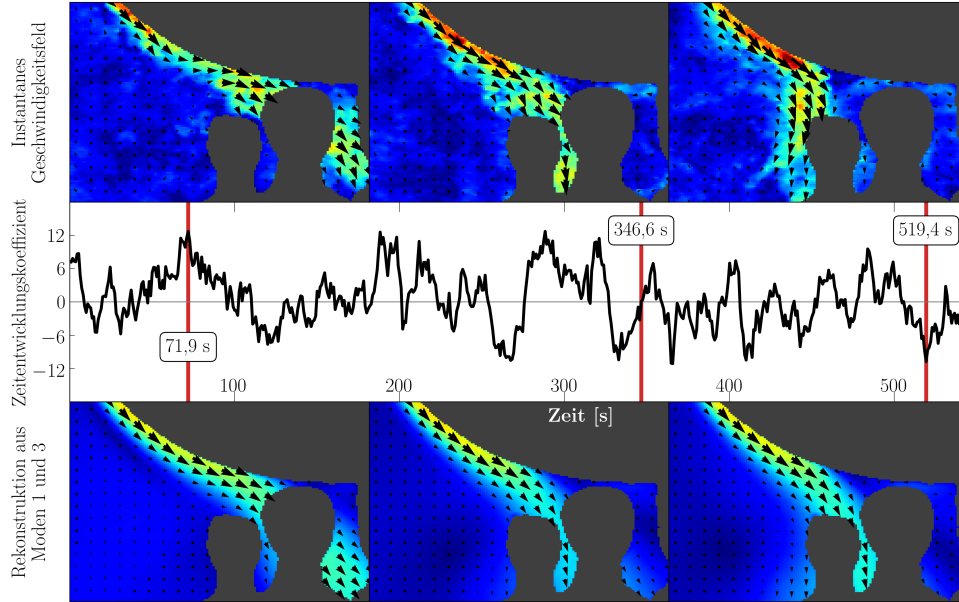 Instantanes
Geschwindigkeitsfeld
Zeitentwicklungskoeffizient
12
6
0
−6
−12
71,9 s
346,6 s
519,4 s
100
200
300
400
500
Zeit [s]
Rekonstruktion aus
Moden 1 und 3